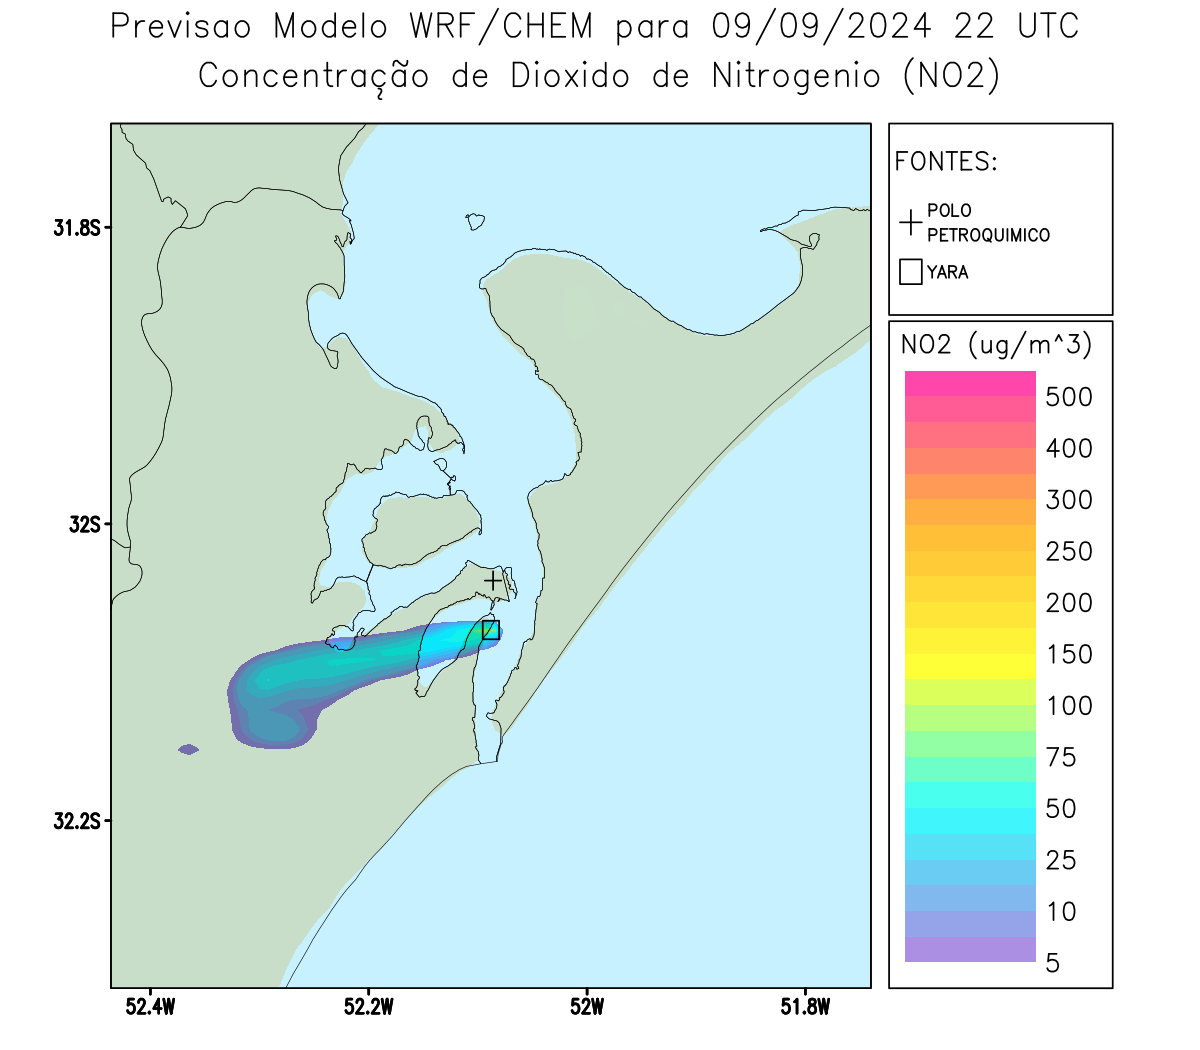 Previsao Modelo WRF/CHEM para 09/09/2024 22 UTC
Concentração de Dioxido de Nitrogenio (NO2)
FONTES:
POLO
PETROQUIMICO
YARA
NO2 (ug/m^3)
500
400
300
250
200
150
100
75
50
25
10
5
31.8S
32S
32.2S
52.4W
52.2W
52W
51.8W